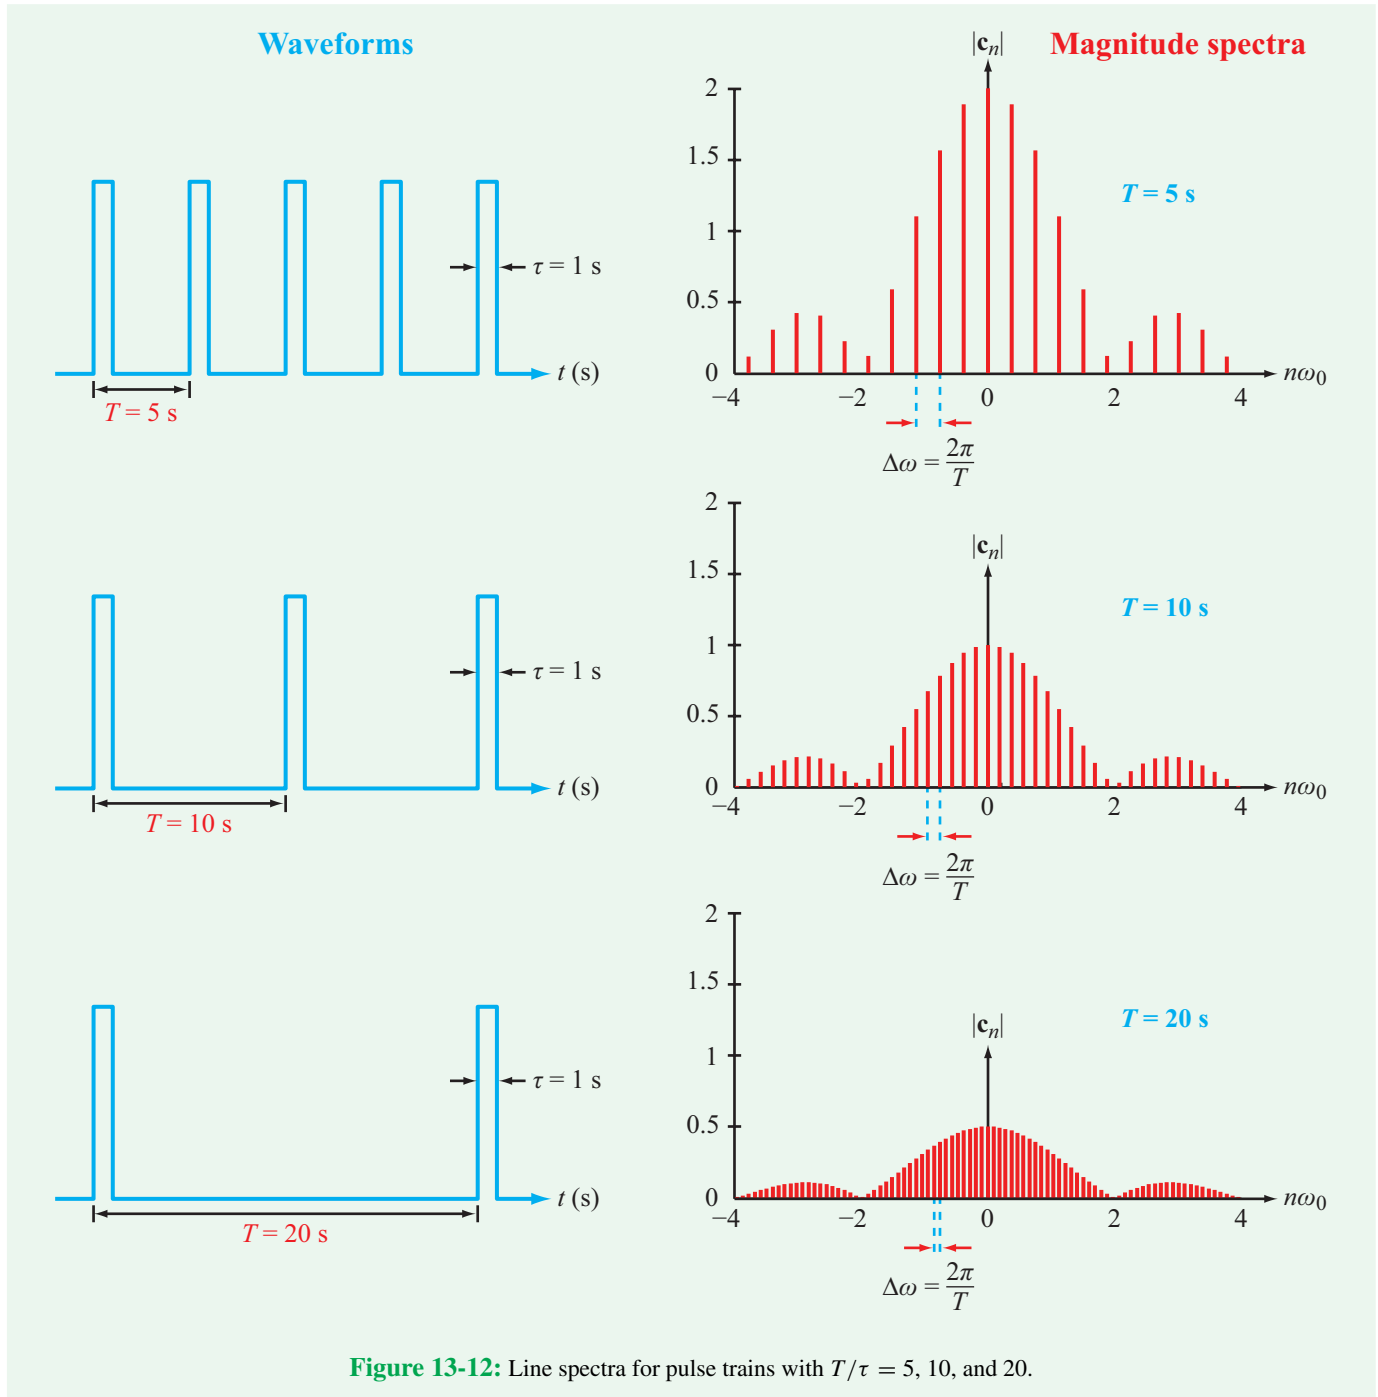 Waveforms
|cₙ|
Magnitude spectra
2
1.5
T = 5 s
1
τ = 1 s
0.5
t (s)
0
nω₀
−4
−2
0
2
4
T = 5 s
Δω = 2π/T
2
|cₙ|
1.5
T = 10 s
1
τ = 1 s
0.5
t (s)
0
nω₀
−4
−2
0
2
4
T = 10 s
Δω = 2π/T
2
1.5
T = 20 s
|cₙ|
1
τ = 1 s
0.5
t (s)
0
nω₀
−4
−2
0
2
4
T = 20 s
Δω = 2π/T
Figure 13-12: Line spectra for pulse trains with T/τ = 5, 10, and 20.